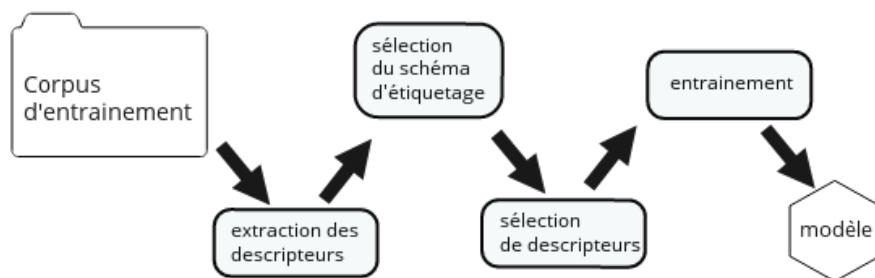 Corpus
d'entrainement
extraction des
descripteurs
sélection
du schéma
d'étiquetage
sélection
de descripteurs
entrainement
modèle